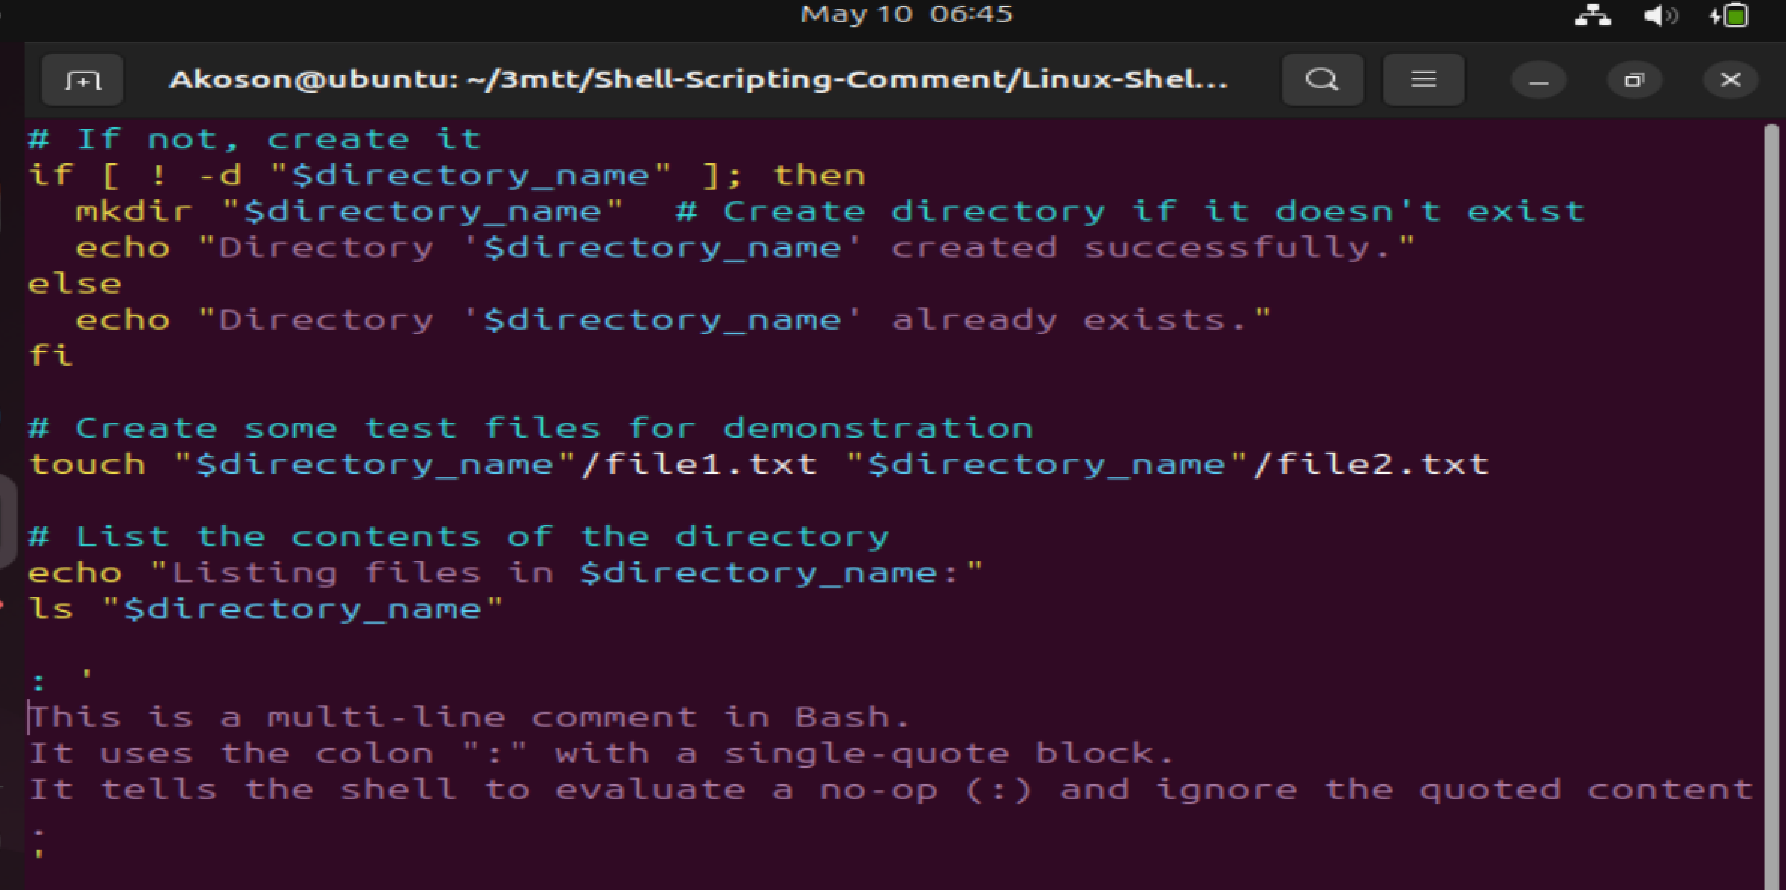 May 10 06:45
Akoson@ubuntu: ~/3mtt/Shell-Scripting-Comment/Linux-Shel...
# If not, create it
if [ ! -d "$directory_name" ]; then
  mkdir "$directory_name"  # Create directory if it doesn't exist
  echo "Directory '$directory_name' created successfully."
else
  echo "Directory '$directory_name' already exists."
fi

# Create some test files for demonstration
touch "$directory_name"/file1.txt "$directory_name"/file2.txt

# List the contents of the directory
echo "Listing files in $directory_name:"
ls "$directory_name"

: '
This is a multi-line comment in Bash.
It uses the colon ":" with a single-quote block.
It tells the shell to evaluate a no-op (:) and ignore the quoted content
.
'